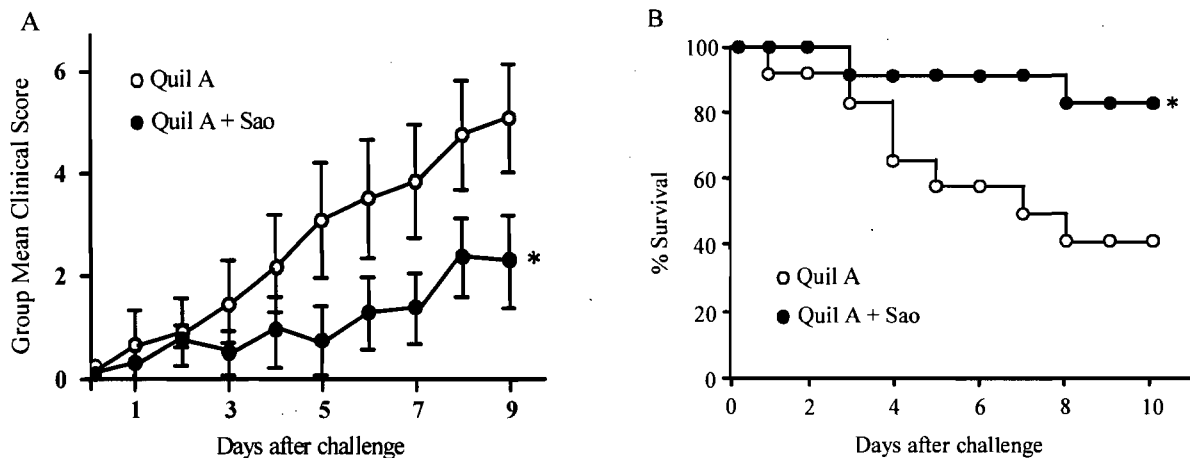 A
Group Mean Clinical Score
6
4
2
0
Quil A
Quil A + Sao
*
1 3 5 7 9
Days after challenge
B
% Survival
100
80
60
40
20
0
*
Quil A
Quil A + Sao
0 2 4 6 8 10
Days after challenge